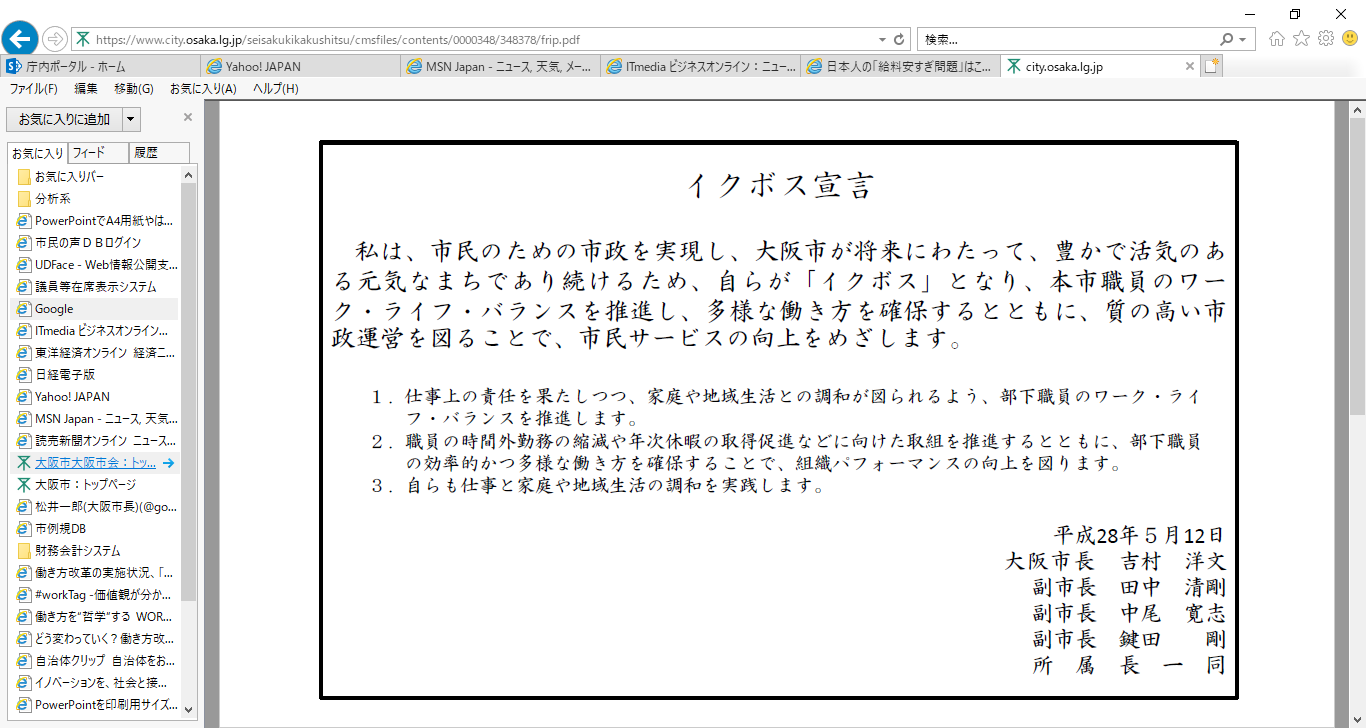 https://www.city.osaka.lg.jp/seisakukikakushitsu/cmsfiles/contents/0000348/348378/frip.pdf
検索...
庁内ポータル - ホーム
Yahoo! JAPAN
MSN Japan - ニュース, 天気, メー...
ITmedia ビジネスオンライン：ニュー...
日本人の「給料安すぎ問題」はこ...
city.osaka.lg.jp
ファイル(F) 編集 移動(G) お気に入り(A) ヘルプ(H)
お気に入りに追加
お気に入り フィード 履歴
お気に入りバー
分析系
PowerPointでA4用紙やは...
市民の声ＤＢログイン
UDFace - Web情報公開支...
議員等在席表示システム
Google
ITmedia ビジネスオンライン...
東洋経済オンライン 経済ニ...
日経電子版
Yahoo! JAPAN
MSN Japan - ニュース, 天気,...
読売新聞オンライン ニュース...
大阪市大阪市会：トッ...
大阪市：トップページ
松井一郎(大阪市長)(@go...
市例規DB
財務会計システム
働き方改革の実施状況、「...
#workTag -価値観が分か...
働き方を“哲学”する WOR...
どう変わっていく？働き方改...
自治体クリップ 自治体をお...
イノベーションを、社会と接...
PowerPointを印刷用サイズ...
イクボス宣言
私は、市民のための市政を実現し、大阪市が将来にわたって、豊かで活気のあ
る元気なまちであり続けるため、自らが「イクボス」となり、本市職員のワー
ク・ライフ・バランスを推進し、多様な働き方を確保するとともに、質の高い市
政運営を図ることで、市民サービスの向上をめざします。
１．仕事上の責任を果たしつつ、家庭や地域生活との調和が図られるよう、部下職員のワーク・ライ
フ・バランスを推進します。
２．職員の時間外勤務の縮減や年次休暇の取得促進などに向けた取組を推進するとともに、部下職員
の効率的かつ多様な働き方を確保することで、組織パフォーマンスの向上を図ります。
３．自らも仕事と家庭や地域生活の調和を実践します。
平成28年５月12日
大阪市長 吉村 洋文
副市長 田中 清剛
副市長 中尾 寛志
副市長 鍵田 剛
所 属 長 一 同